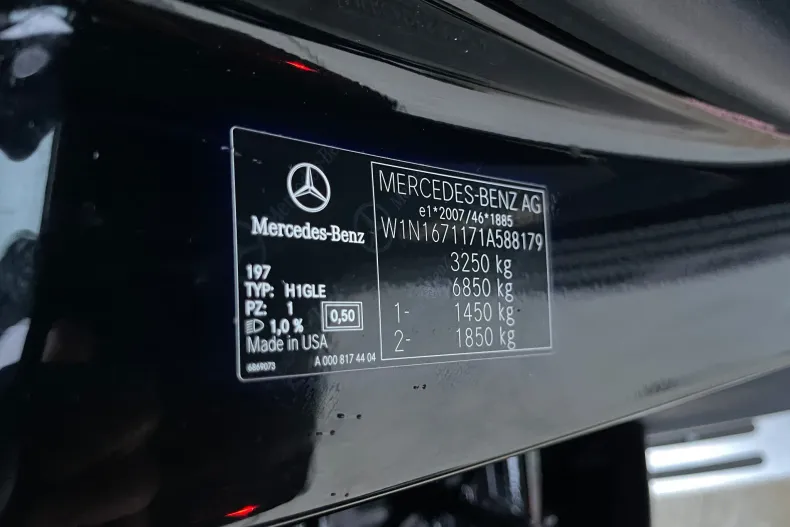 Mercedes-Benz
197
TYP: H1GLE
PZ: 1
1,0 % 0,50
Made in USA
6869073 A 000 817 44 04
MERCEDES-BENZ AG
e1*2007/46*1885
W1N1671171A588179
3250 kg
6850 kg
1- 1450 kg
2- 1850 kg